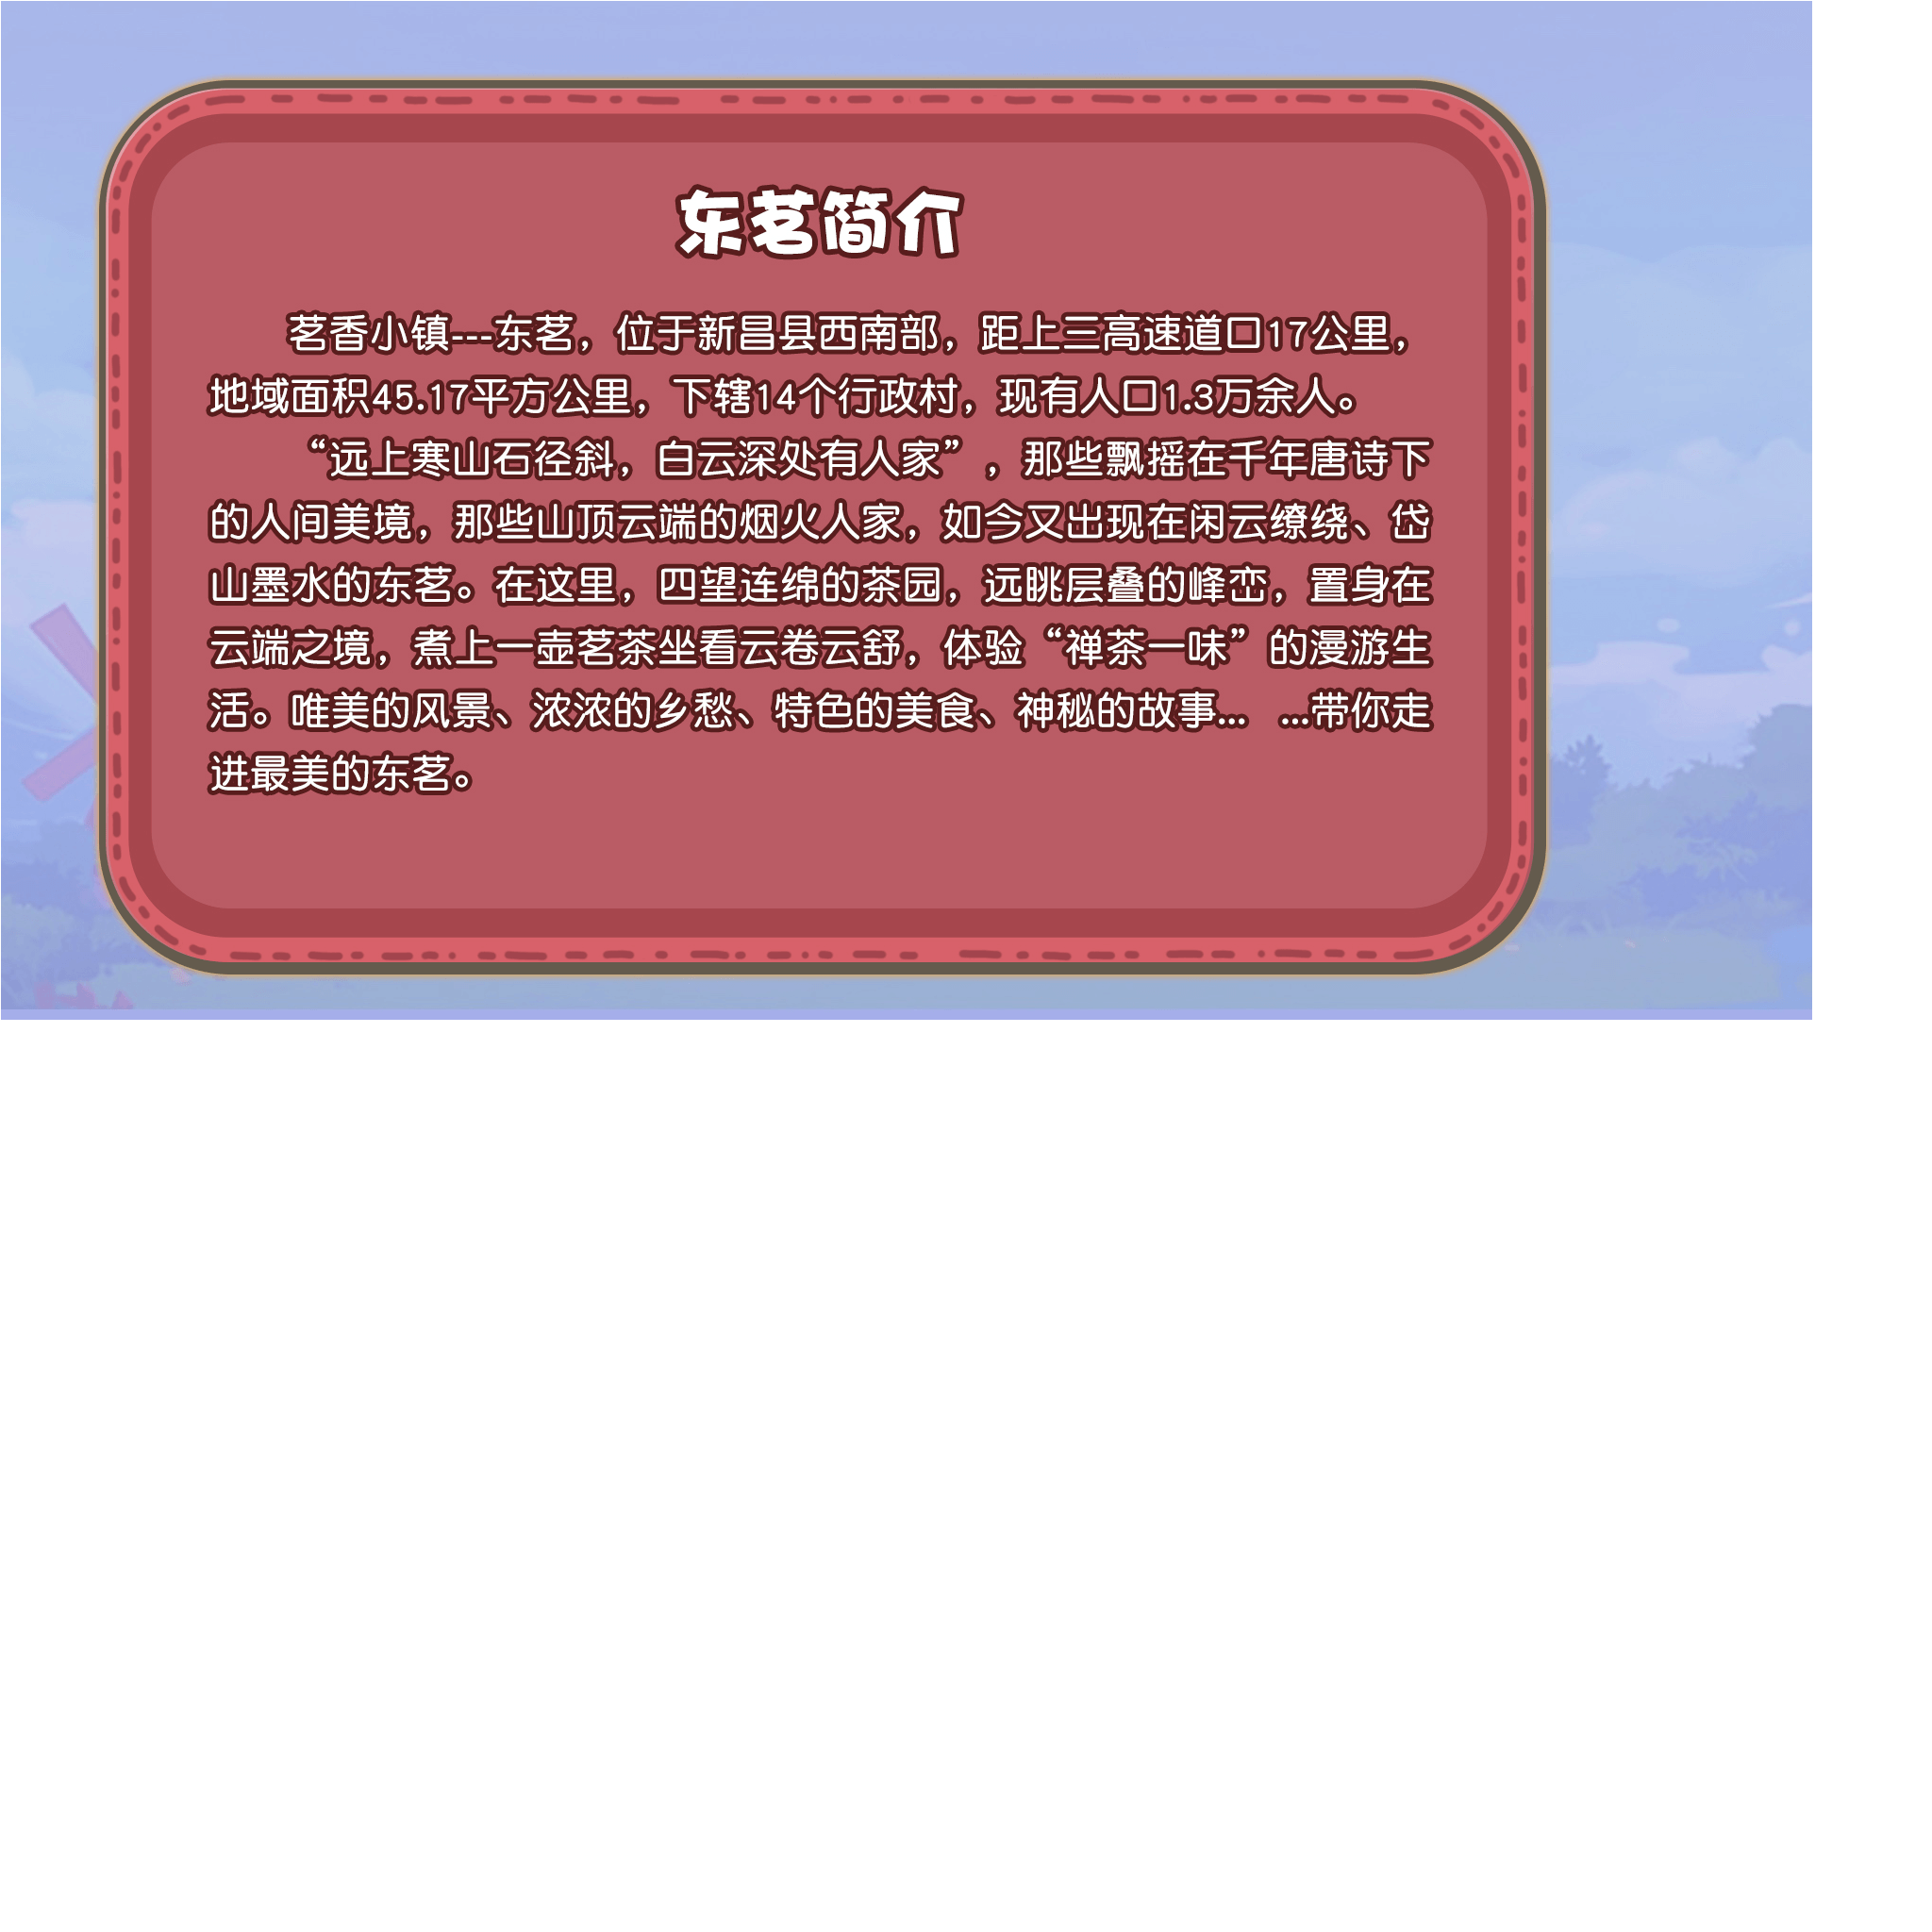 东茗简介
茗香小镇---东茗，位于新昌县西南部，距上三高速道口17公里，
地域面积45.17平方公里，下辖14个行政村，现有人口1.3万余人。
“远上寒山石径斜，白云深处有人家”，那些飘摇在千年唐诗下
的人间美境，那些山顶云端的烟火人家，如今又出现在闲云缭绕、岱
山墨水的东茗。在这里，四望连绵的茶园，远眺层叠的峰峦，置身在
云端之境，煮上一壶茗茶坐看云卷云舒，体验“禅茶一味”的漫游生
活。唯美的风景、浓浓的乡愁、特色的美食、神秘的故事... ...带你走
进最美的东茗。